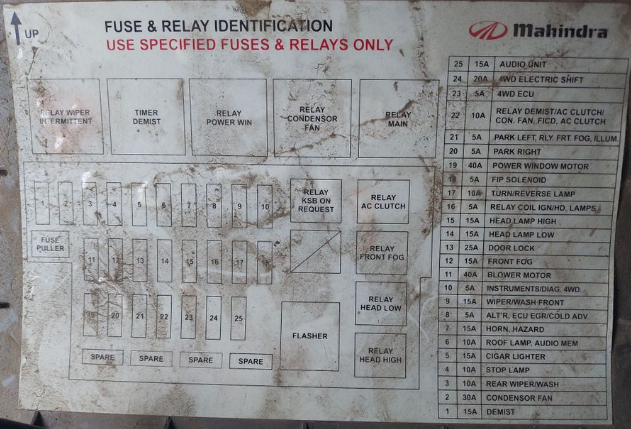 UP
FUSE & RELAY IDENTIFICATION
USE SPECIFIED FUSES & RELAYS ONLY
Mahindra
RELAY WIPER
INTERMITTENT
TIMER
DEMIST
RELAY
POWER WIN
RELAY
CONDENSOR
FAN
RELAY
MAIN
2 3 4 5 6 7 8 9 10
RELAY
KSB ON
REQUEST
RELAY
AC CLUTCH
FUSE
PULLER
11 12 13 14 15 16 17
RELAY
FRONT FOG
20 21 22 23 24 25
RELAY
HEAD LOW
FLASHER
RELAY
HEAD HIGH
SPARE SPARE SPARE SPARE
25 15A AUDIO UNIT
24 20A 4WD ELECTRIC SHIFT
23 5A 4WD ECU
22 10A RELAY DEMIST/AC CLUTCH/
CON. FAN, FICD, AC CLUTCH
21 5A PARK LEFT, RLY. FRT. FOG, ILLUM.
20 5A PARK RIGHT
19 40A POWER WINDOW MOTOR
18 5A FIP SOLENOID
17 10A TURN/REVERSE LAMP
16 5A RELAY COIL IGN/HD, LAMPS
15 15A HEAD LAMP HIGH
14 15A HEAD LAMP LOW
13 25A DOOR LOCK
12 15A FRONT FOG
11 40A BLOWER MOTOR
10 5A INSTRUMENTS/DIAG. 4WD
9 15A WIPER/WASH FRONT
8 5A ALT'R, ECU EGR/COLD ADV
7 15A HORN, HAZARD
6 10A ROOF LAMP, AUDIO MEM
5 15A CIGAR LIGHTER
4 10A STOP LAMP
3 10A REAR WIPER/WASH
2 30A CONDENSOR FAN
1 15A DEMIST